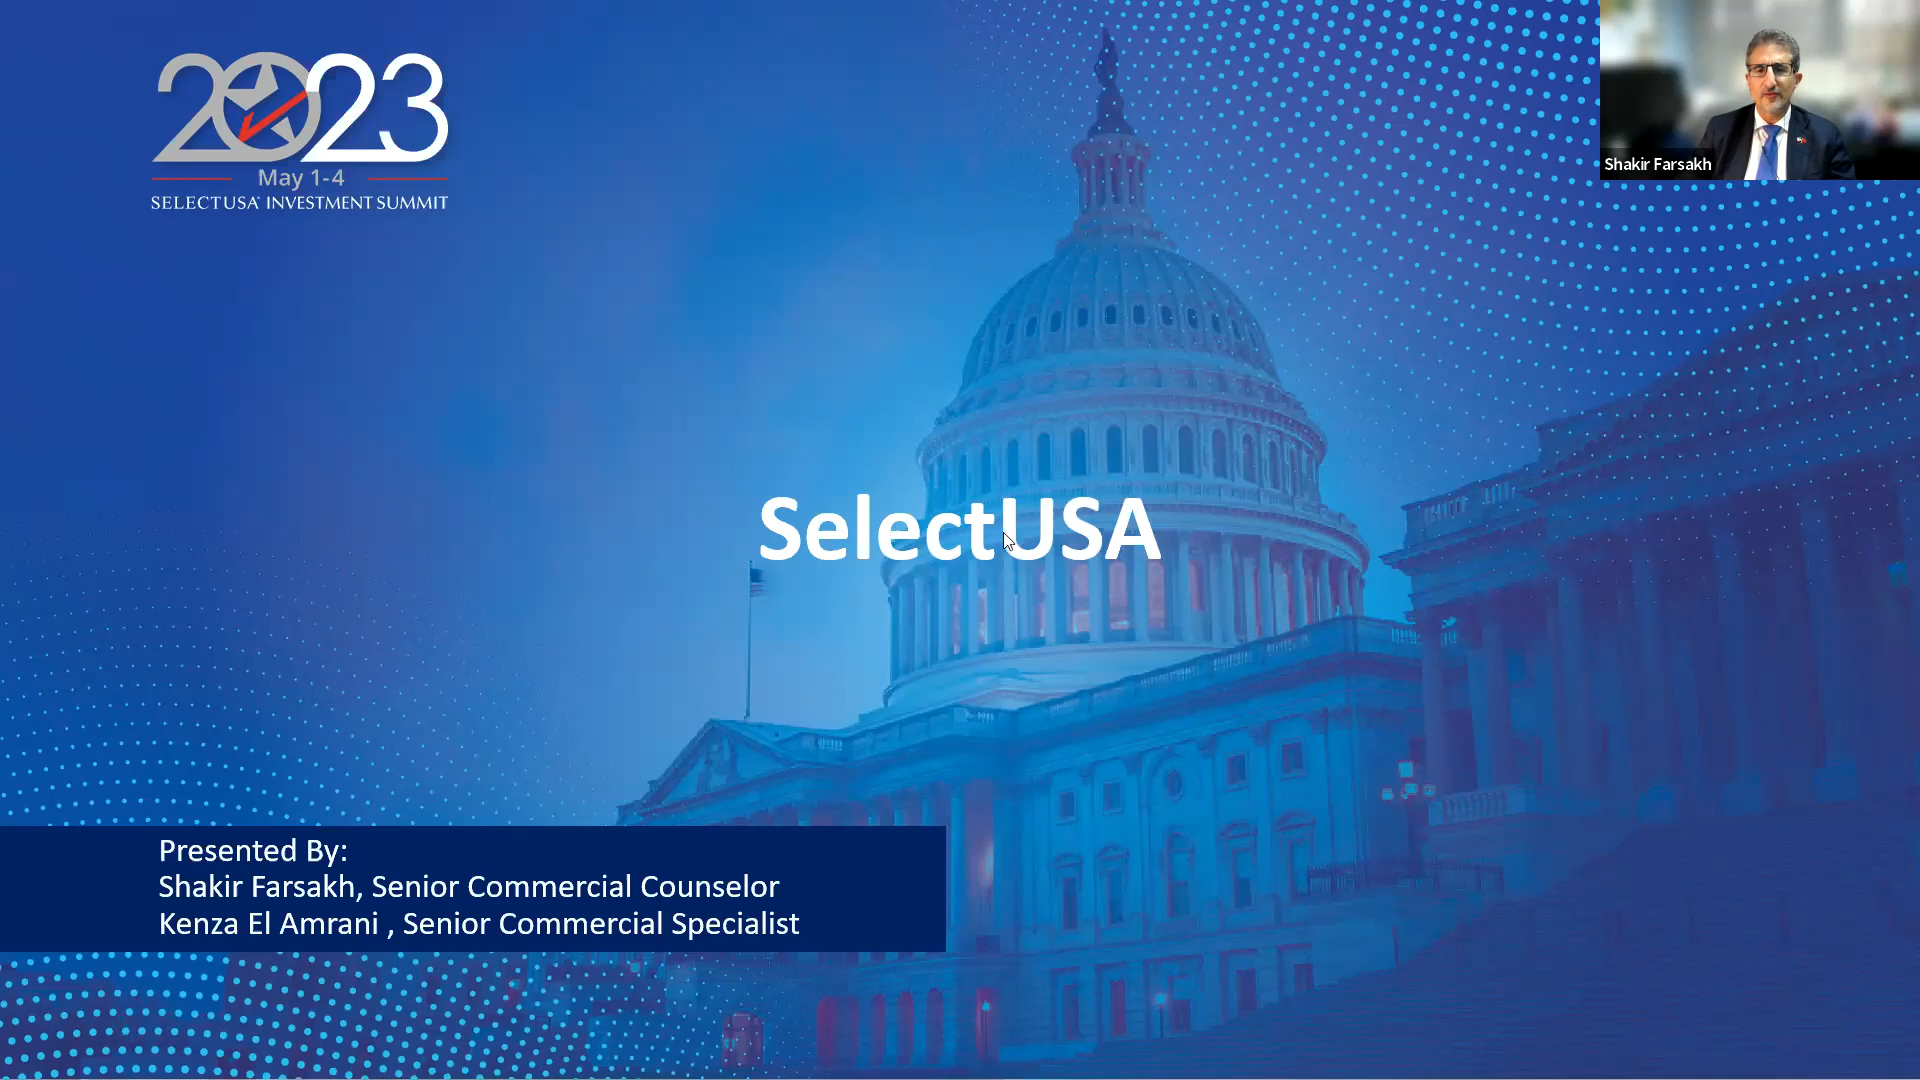 2023
May 1-4
SELECTUSA INVESTMENT SUMMIT
Shakir Farsakh
SelectUSA
Presented By:
Shakir Farsakh, Senior Commercial Counselor
Kenza El Amrani , Senior Commercial Specialist